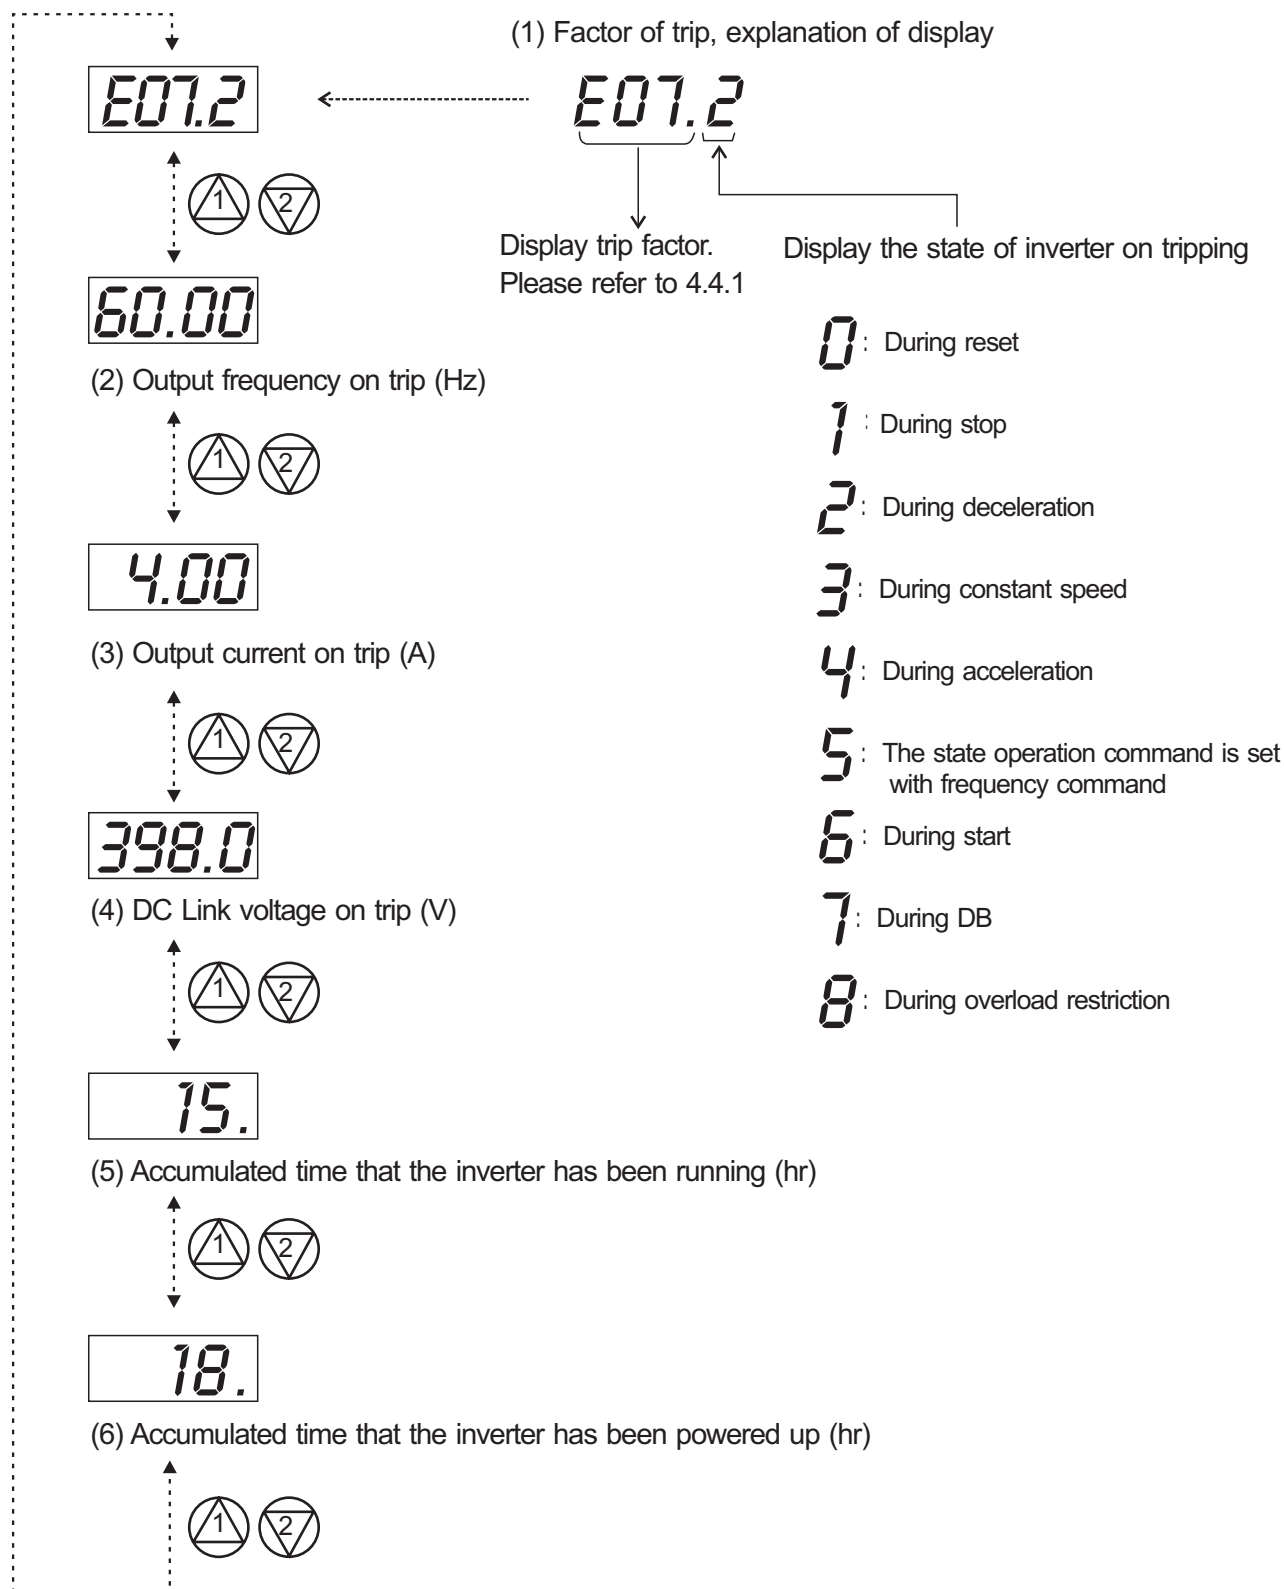 (1) Factor of trip, explanation of display
E07.2
E07.2
1 2
Display trip factor.
Please refer to 4.4.1
Display the state of inverter on tripping
60.00
(2) Output frequency on trip (Hz)
1 2
4.00
(3) Output current on trip (A)
1 2
398.0
(4) DC Link voltage on trip (V)
1 2
15.
(5) Accumulated time that the inverter has been running (hr)
1 2
18.
(6) Accumulated time that the inverter has been powered up (hr)
1 2
0 : During reset
1 : During stop
2 : During deceleration
3 : During constant speed
4 : During acceleration
5 : The state operation command is set
with frequency command
6 : During start
7 : During DB
8 : During overload restriction